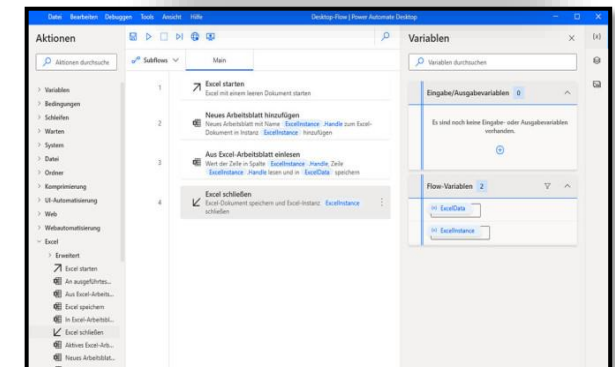 Datei Bearbeiten Debuggen Tools Ansicht Hilfe
Desktop-Flow | Power Automate Desktop
Aktionen
Aktionen durchsuche
Variablen
Bedingungen
Schleifen
Warten
System
Datei
Ordner
Komprimierung
UI-Automatisierung
Web
Webautomatisierung
Excel
Erweitert
Excel starten
An ausgeführtes...
Aus Excel-Arbeits...
Excel speichern
In Excel-Arbeitsbl...
Excel schließen
Aktives Excel-Arb...
Neues Arbeitsblat...
Subflows Main
1
Excel starten
Excel mit einem leeren Dokument starten
2
Neues Arbeitsblatt hinzufügen
Neues Arbeitsblatt mit Name ExcelInstance .Handle zum Excel-
Dokument in Instanz ExcelInstance hinzufügen
3
Aus Excel-Arbeitsblatt einlesen
Wert der Zelle in Spalte ExcelInstance .Handle, Zeile
ExcelInstance .Handle lesen und in ExcelData speichern
4
Excel schließen
Excel-Dokument speichern und Excel-Instanz ExcelInstance
schließen
Variablen
{x}
Variablen durchsuchen
Eingabe/Ausgabevariablen 0
Es sind noch keine Eingabe- oder Ausgabevariablen
vorhanden.
Flow-Variablen 2
(x) ExcelData
(x) ExcelInstance